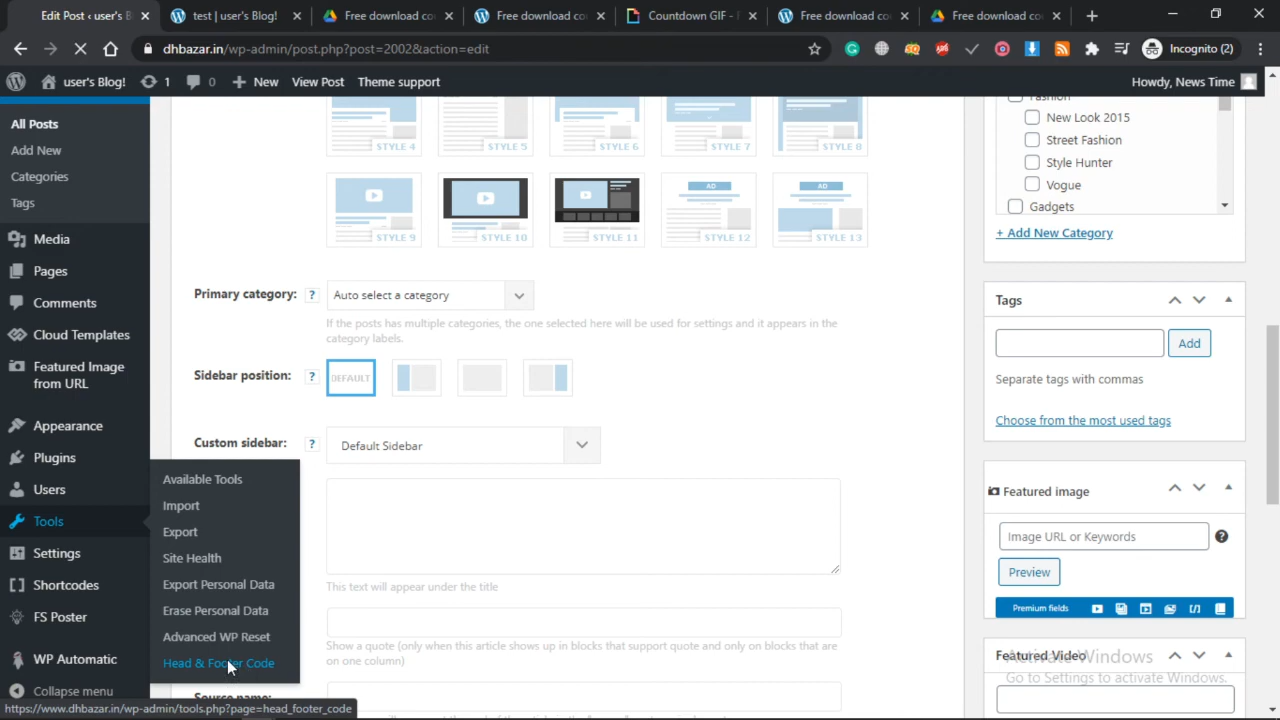 Edit Post ‹ user's B
test | user's Blog!
Free download co
Free download co
Countdown GIF -
Free download co
Free download co
dhbazar.in/wp-admin/post.php?post=2002&action=edit
Incognito (2)
user's Blog!
1
0
New
View Post
Theme support
Howdy, News Time
All Posts
Add New
Categories
Tags
Media
Pages
Comments
Cloud Templates
Featured Image
from URL
Appearance
Plugins
Users
Tools
Settings
Shortcodes
FS Poster
WP Automatic
Collapse menu
Available Tools
Import
Export
Site Health
Export Personal Data
Erase Personal Data
Advanced WP Reset
Head & Footer Code
STYLE 4
STYLE 5
STYLE 6
STYLE 7
STYLE 8
STYLE 9
STYLE 10
STYLE 11
AD
STYLE 12
AD
STYLE 13
Primary category:
?
Auto select a category
If the posts has multiple categories, the one selected here will be used for settings and it appears in the
category labels.
Sidebar position:
?
DEFAULT
Custom sidebar:
?
Default Sidebar
This text will appear under the title
Show a quote (only when this article shows up in blocks that support quote and only on blocks that are
on one column)
Source name:
Fashion
New Look 2015
Street Fashion
Style Hunter
Vogue
Gadgets
+ Add New Category
Tags
Add
Separate tags with commas
Choose from the most used tags
Featured image
Image URL or Keywords
?
Preview
Premium fields
Featured Video
Activate Windows
Go to Settings to activate Windows.
https://www.dhbazar.in/wp-admin/tools.php?page=head_footer_code